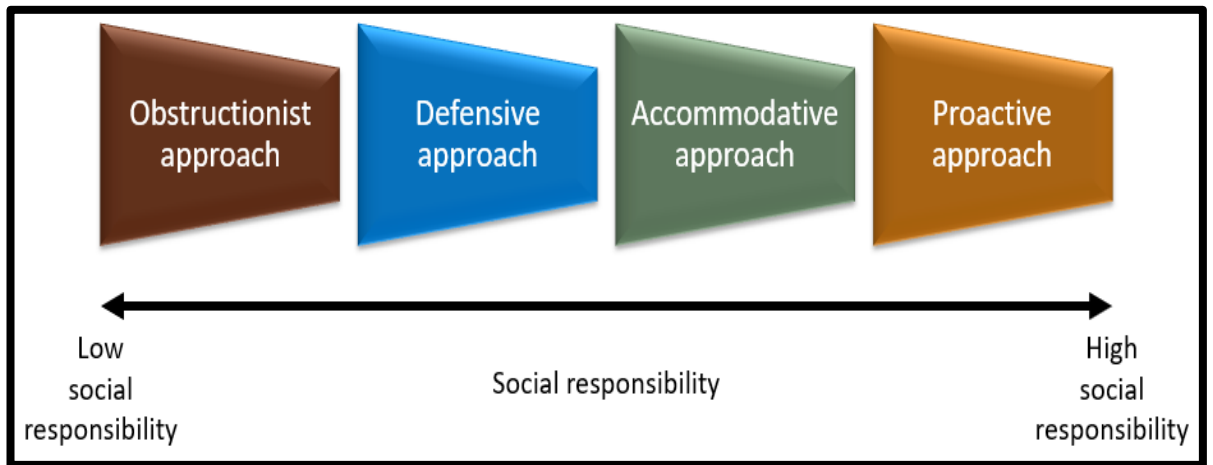 Obstructionist
approach
Defensive
approach
Accommodative
approach
Proactive
approach
Low
social
responsibility
Social responsibility
High
social
responsibility